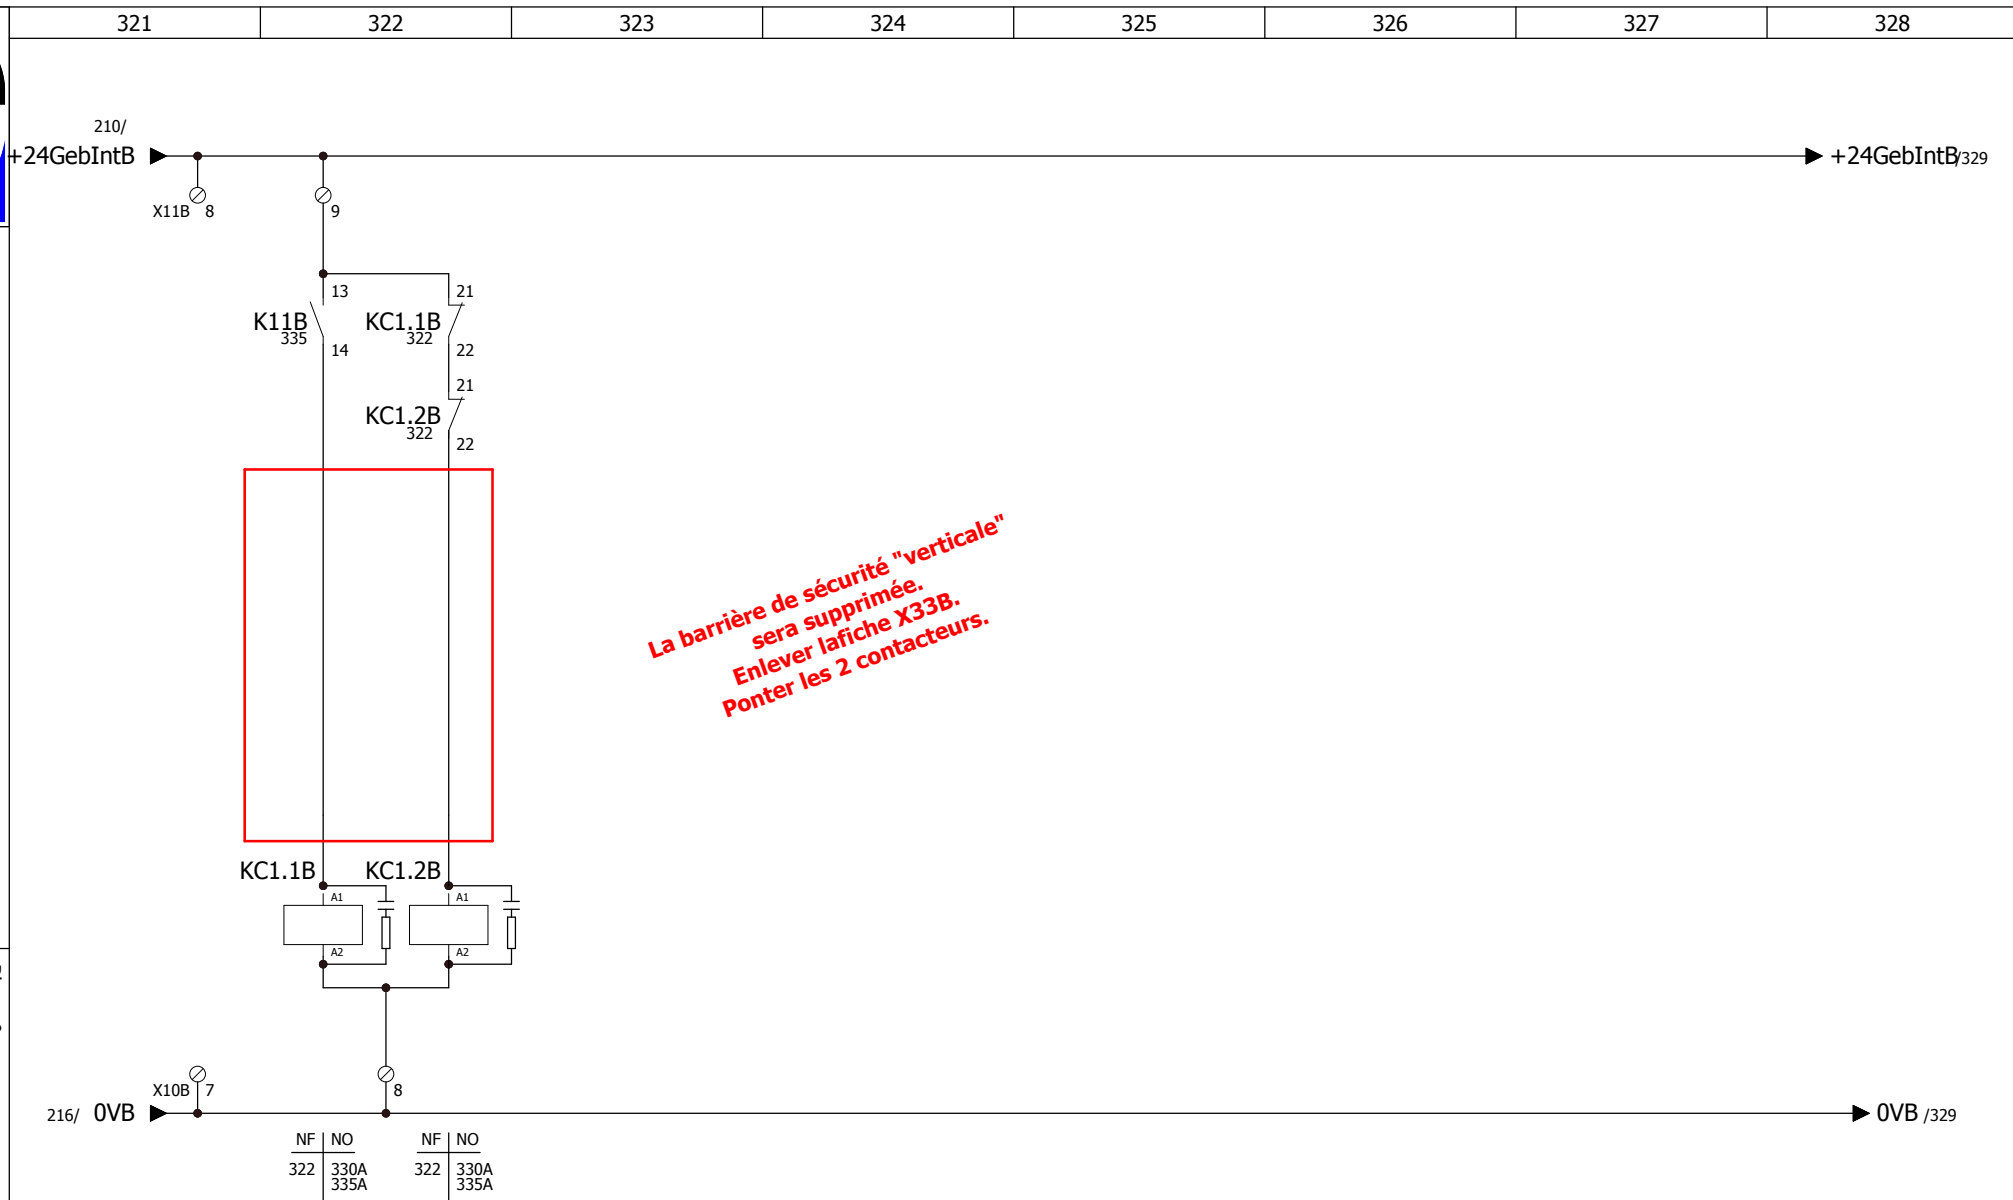 321 322 323 324 325 326 327 328
210/
+24GebIntB +24GebIntB/329
X11B 8 9
13 21
K11B 335 KC1.1B 322
14 22
21
KC1.2B 322
22
La barrière de sécurité "verticale"
sera supprimée.
Enlever lafiche X33B.
Ponter les 2 contacteurs.
KC1.1B KC1.2B
A1 A1
A2 A2
X10B 7 8
216/ 0VB 0VB /329
NF NO NF NO
322 330A 322 330A
335A 335A